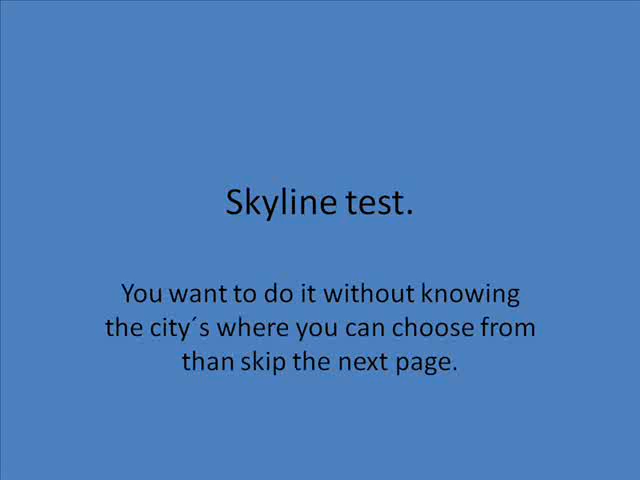 Skyline test.
You want to do it without knowing
the city´s where you can choose from
than skip the next page.